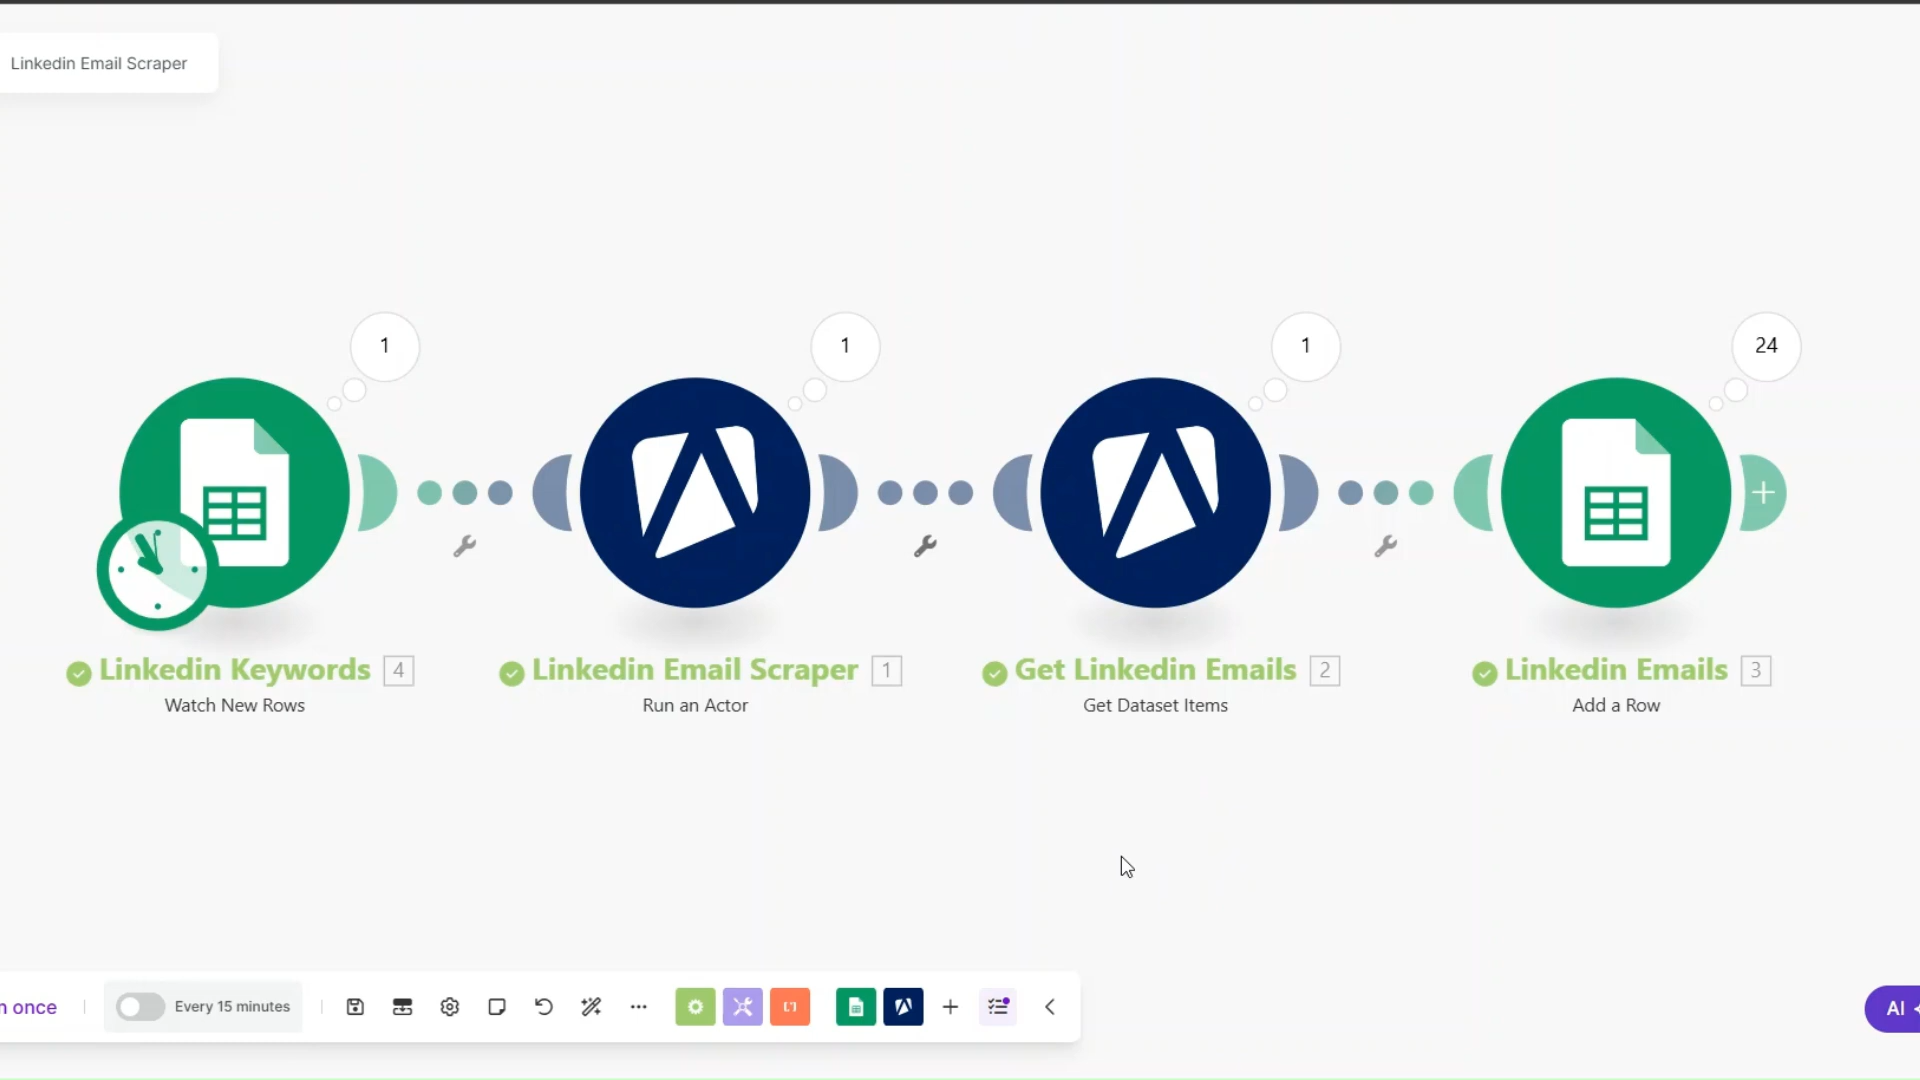 Linkedin Email Scraper
1
1
1
24
Linkedin Keywords 4
Watch New Rows
Linkedin Email Scraper 1
Run an Actor
Get Linkedin Emails 2
Get Dataset Items
Linkedin Emails 3
Add a Row
n once
Every 15 minutes
AI